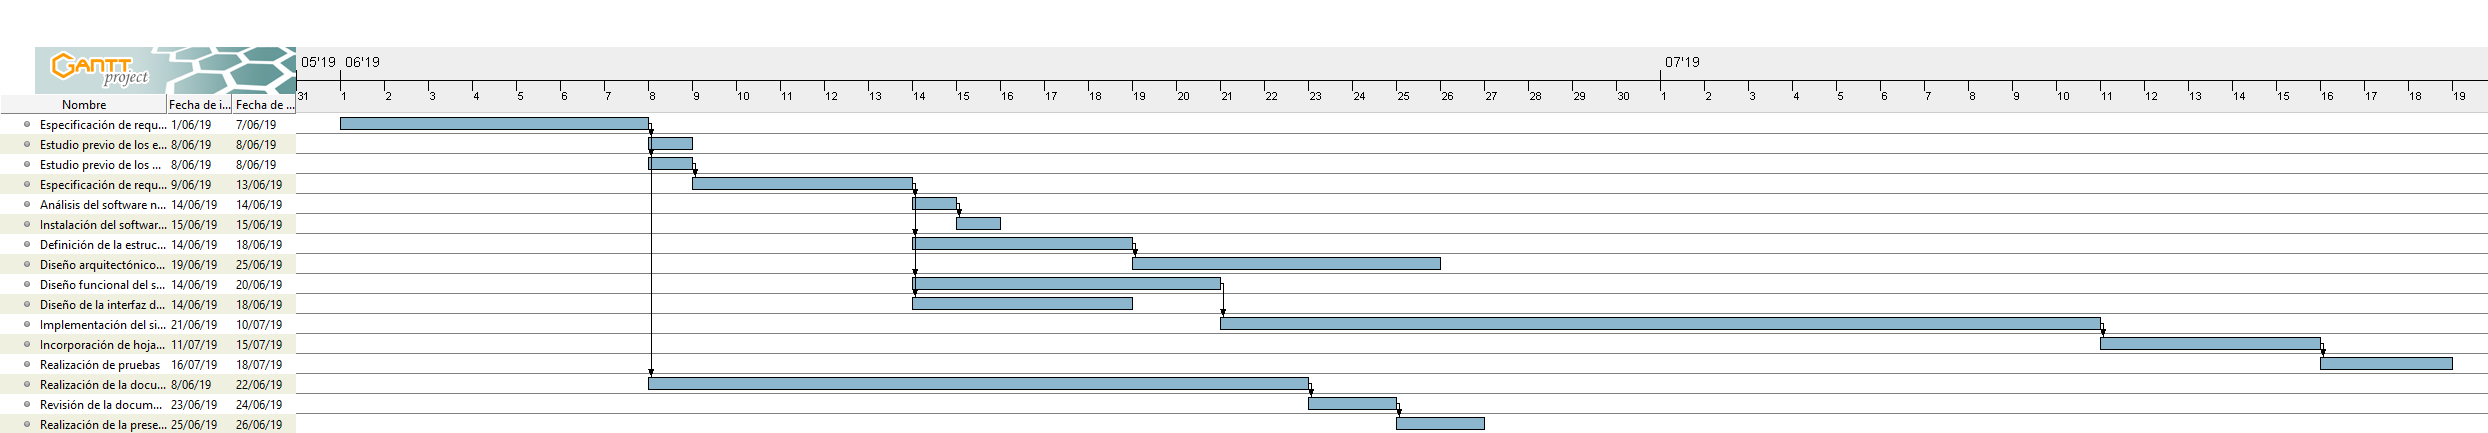 GANTT
project
05'19 06'19 07'19
31 1 2 3 4 5 6 7 8 9 10 11 12 13 14 15 16 17 18 19 20 21 22 23 24 25 26 27 28 29 30 1 2 3 4 5 6 7 8 9 10 11 12 13 14 15 16 17 18 19
Nombre Fecha de i... Fecha de ...
Especificación de requ... 1/06/19 7/06/19
Estudio previo de los e... 8/06/19 8/06/19
Estudio previo de los ... 8/06/19 8/06/19
Especificación de requ... 9/06/19 13/06/19
Análisis del software n... 14/06/19 14/06/19
Instalación del softwar... 15/06/19 15/06/19
Definición de la estruc... 14/06/19 18/06/19
Diseño arquitectónico... 19/06/19 25/06/19
Diseño funcional del s... 14/06/19 20/06/19
Diseño de la interfaz d... 14/06/19 18/06/19
Implementación del si... 21/06/19 10/07/19
Incorporación de hoja... 11/07/19 15/07/19
Realización de pruebas 16/07/19 18/07/19
Realización de la docu... 8/06/19 22/06/19
Revisión de la docum... 23/06/19 24/06/19
Realización de la prese... 25/06/19 26/06/19